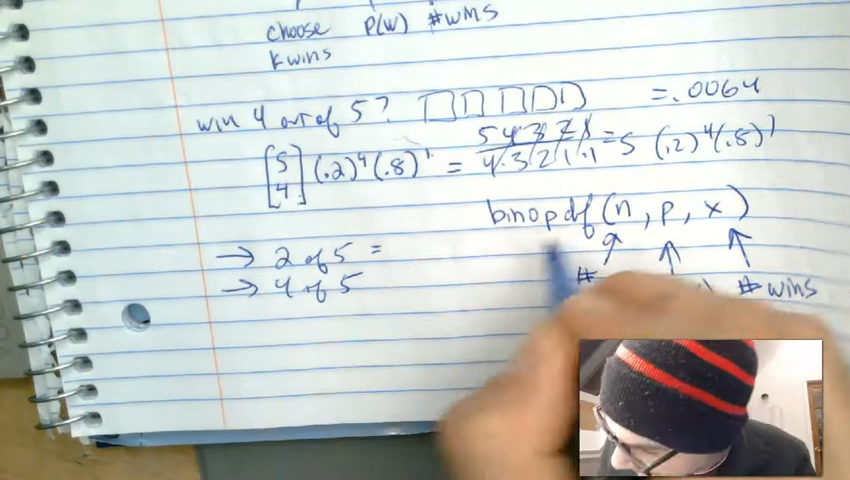 choose P(w) #wins
k wins
win 4 out of 5? =.0064
[5 4] (.2)^4 (.8)^1 = 5 4 3 2 1 / 4·3·2·1·1 = 5 (.2)^4 (.8)^1
binopdf (n, p, x)
→ 2 of 5 =
→ 4 of 5
# # wins